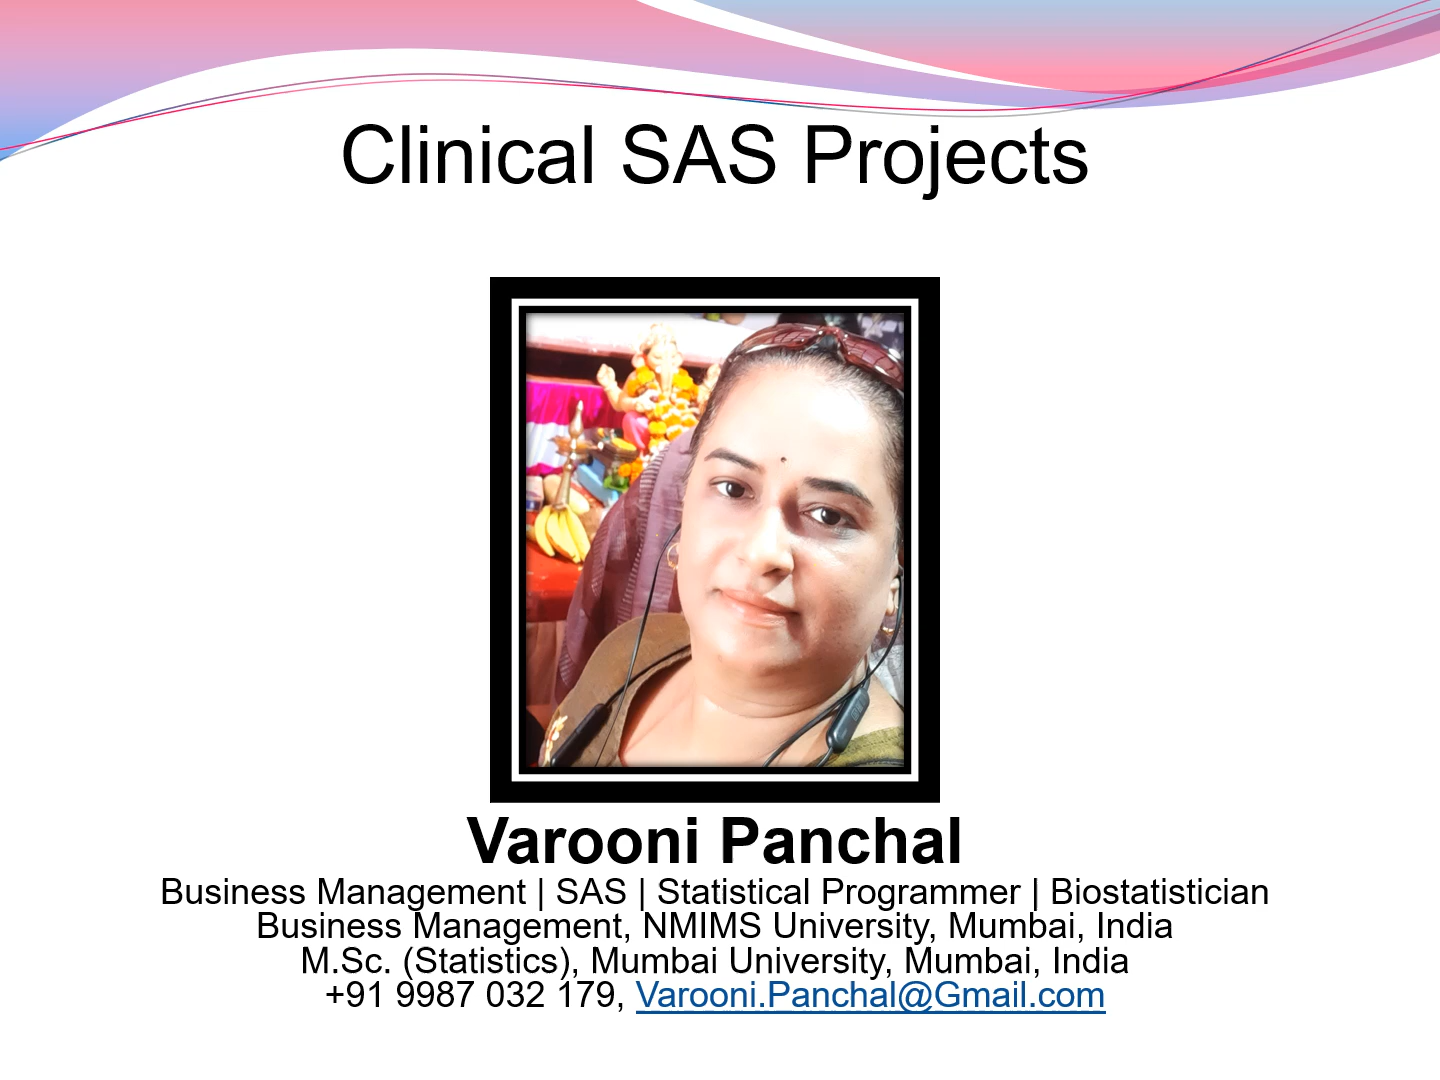 Clinical SAS Projects
Varooni Panchal
Business Management | SAS | Statistical Programmer | Biostatistician
Business Management, NMIMS University, Mumbai, India
M.Sc. (Statistics), Mumbai University, Mumbai, India
+91 9987 032 179, Varooni.Panchal@Gmail.com